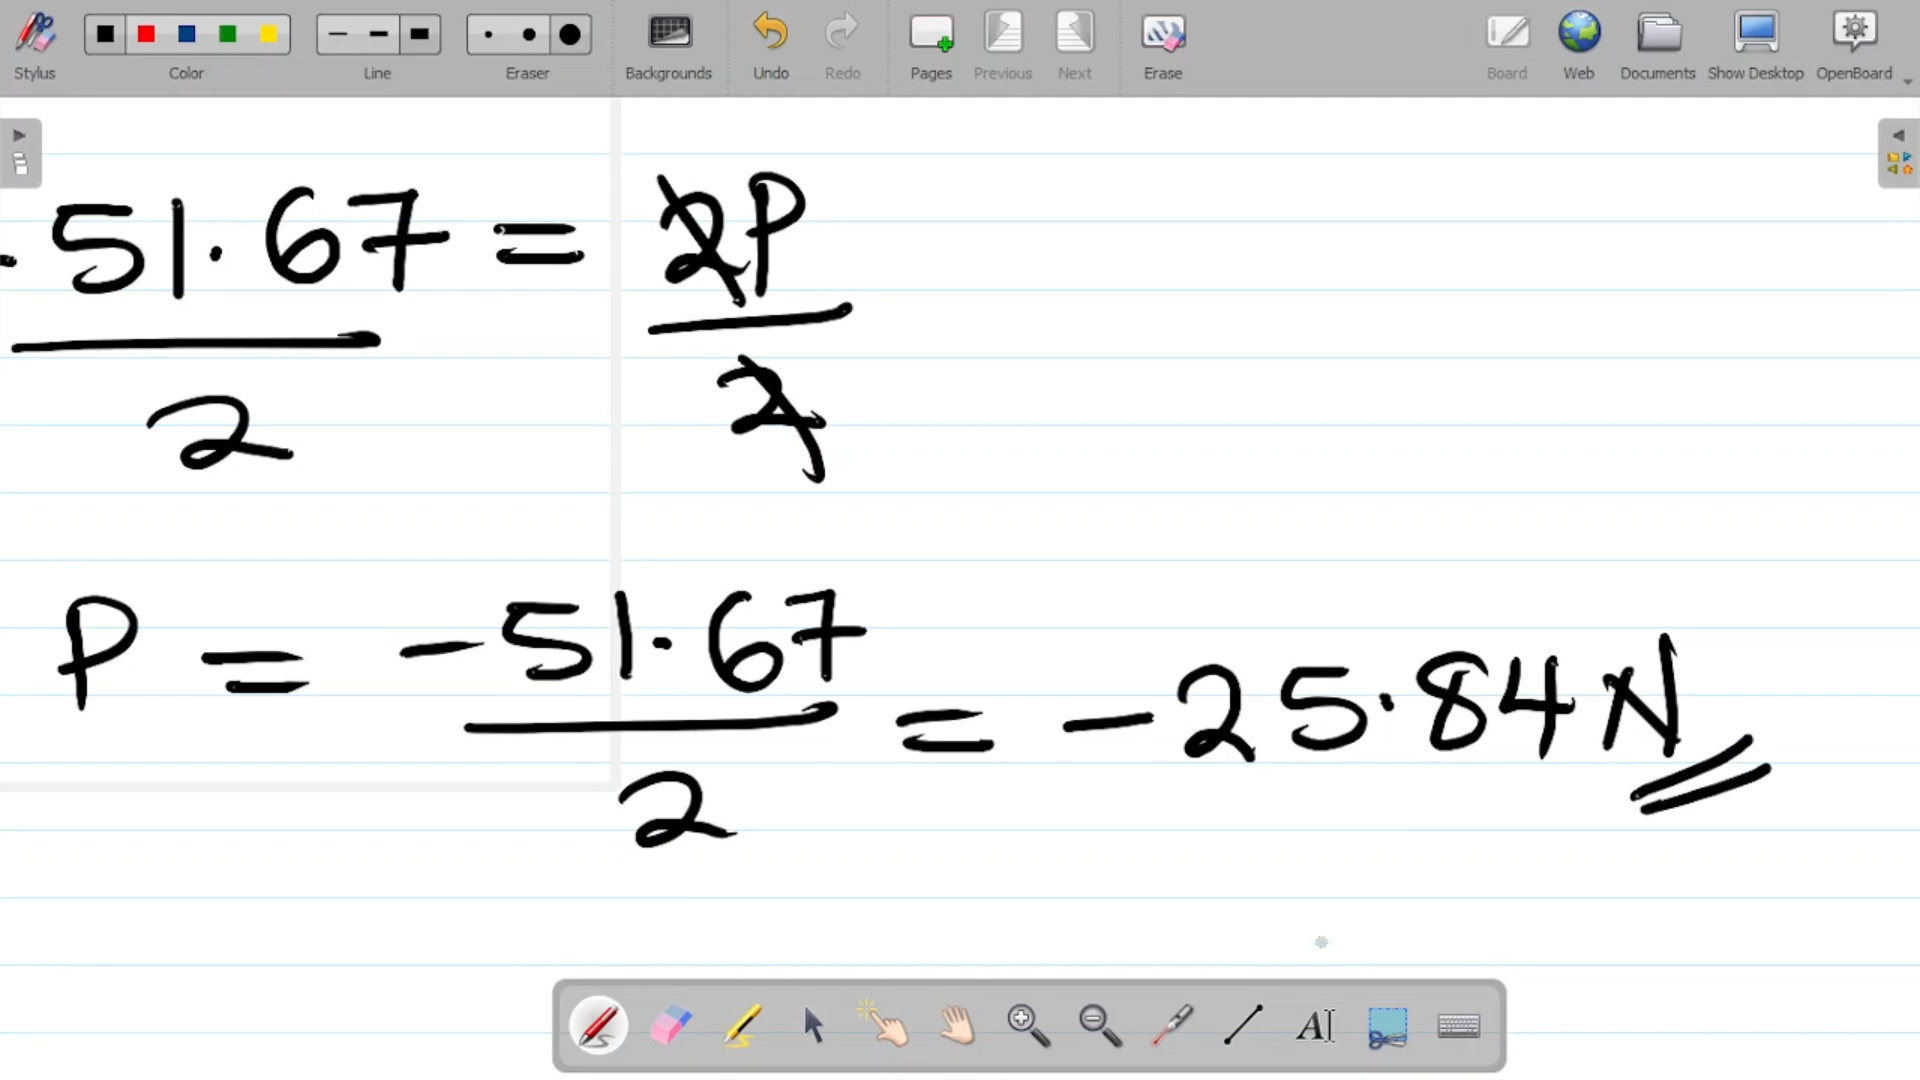 Stylus Color Line Eraser Backgrounds Undo Redo Pages Previous Next Erase Board Web Documents Show Desktop OpenBoard
51.67 = 2P
2 2
P = -51.67 = -25.84N
2
AI